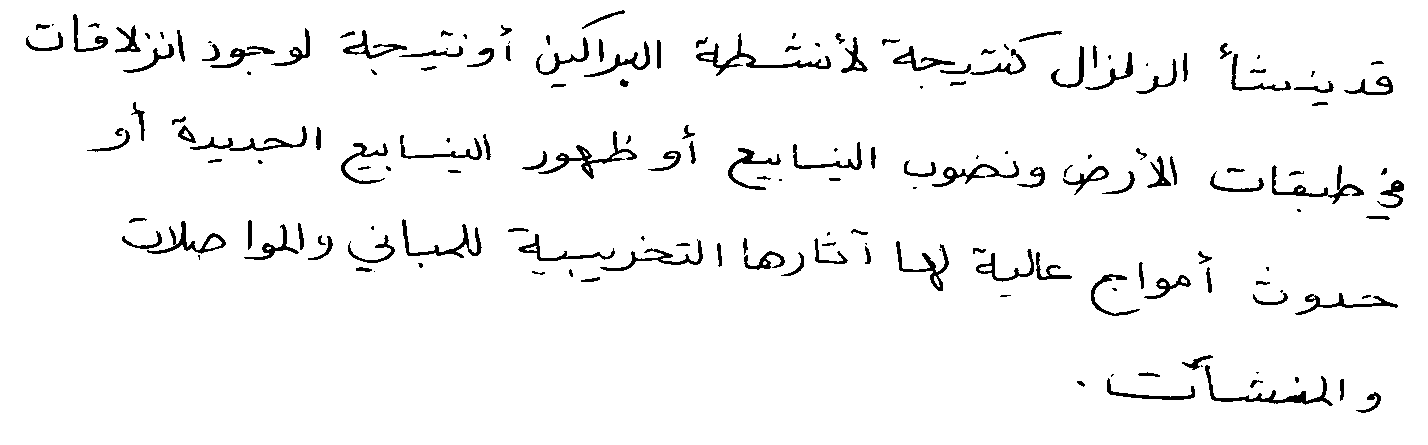 قد ينشأ الزلزال كنتيجة لأنشطة البراكين أو نتيجة لوجود انزلاقات
في طبقات الأرض ونضوب الينابيع أو ظهور الينابيع الجديدة أو
حدوث أمواج عالية لها آثارها التخريبية للمباني والمواصلات
والمنشآت .